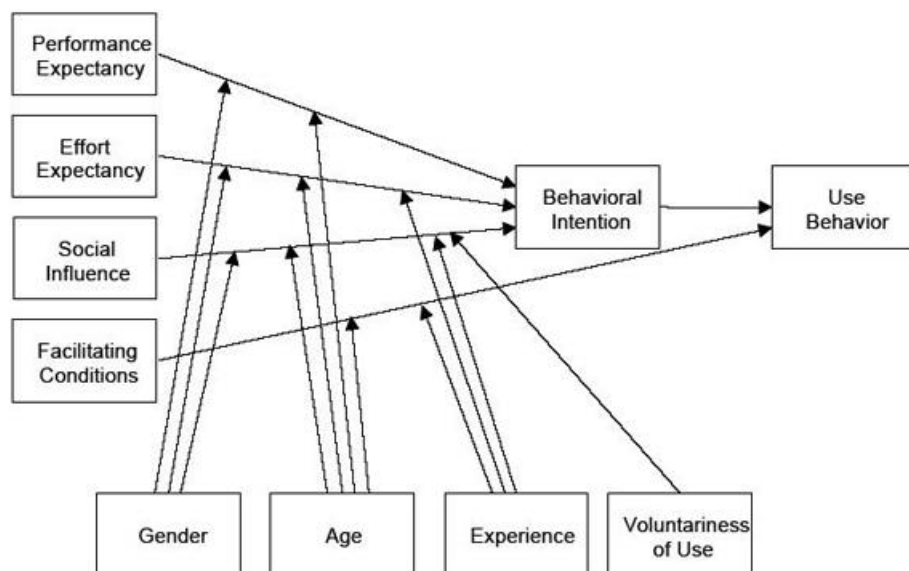 Performance
Expectancy
Effort
Expectancy
Social
Influence
Facilitating
Conditions
Behavioral
Intention
Use
Behavior
Gender
Age
Experience
Voluntariness
of Use